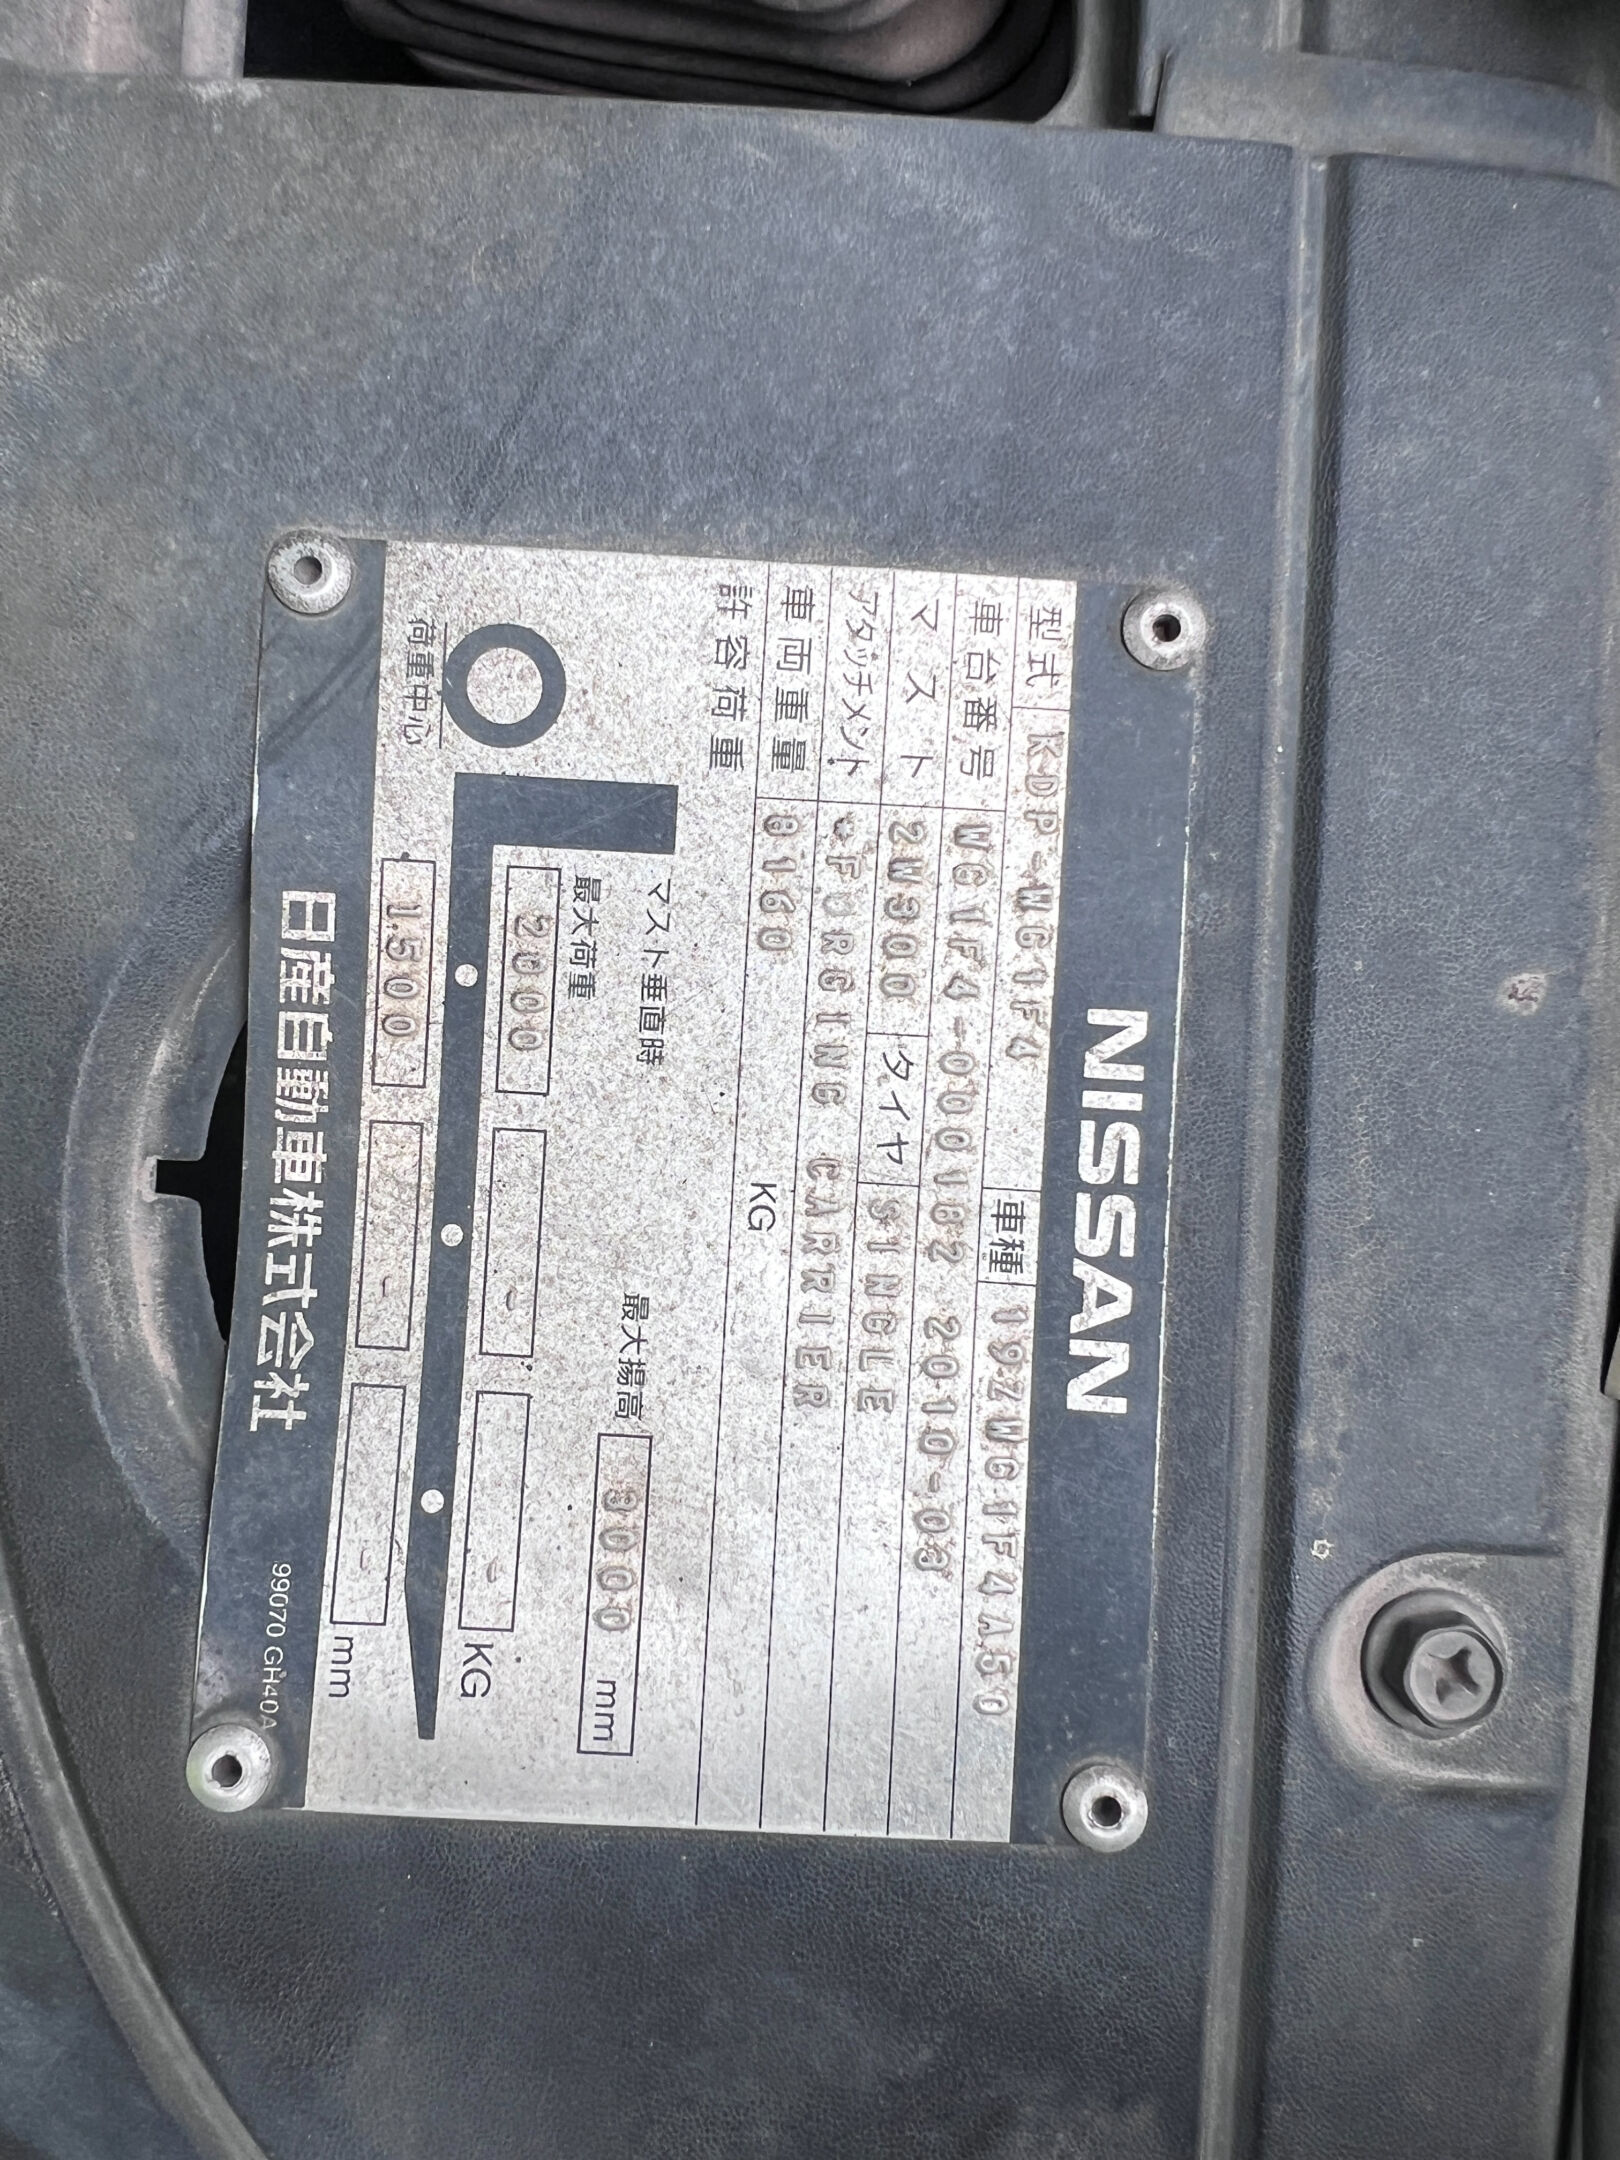 NISSAN
型式 KDP-WG1F4 車種 19ZWG1F4A50
車台番号 WG1F4-000182 2010-03
マスト 2W300 タイヤ SINGLE
アタッチメント *FORGING CARRIER
車両重量 8160 KG
許容荷重
マスト垂直時 最大揚高 3000 mm
最大荷重
2000 - - KG
荷重中心 1500 - - mm
日産自動車株式会社 99070 GH40A